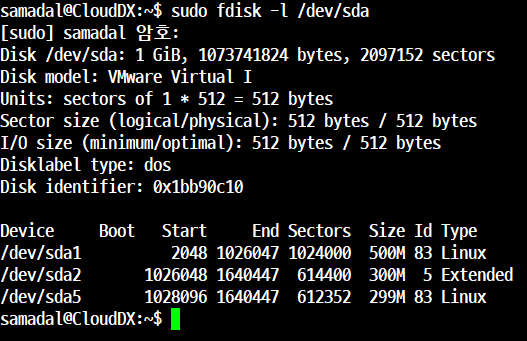 samadal@CloudDX:~$ sudo fdisk -l /dev/sda
[sudo] samadal 암호:
Disk /dev/sda: 1 GiB, 1073741824 bytes, 2097152 sectors
Disk model: VMware Virtual I
Units: sectors of 1 * 512 = 512 bytes
Sector size (logical/physical): 512 bytes / 512 bytes
I/O size (minimum/optimal): 512 bytes / 512 bytes
Disklabel type: dos
Disk identifier: 0x1bb90c10

Device     Boot   Start     End Sectors  Size Id Type
/dev/sda1          2048 1026047 1024000  500M 83 Linux
/dev/sda2       1026048 1640447  614400  300M  5 Extended
/dev/sda5       1028096 1640447  612352  299M 83 Linux
samadal@CloudDX:~$